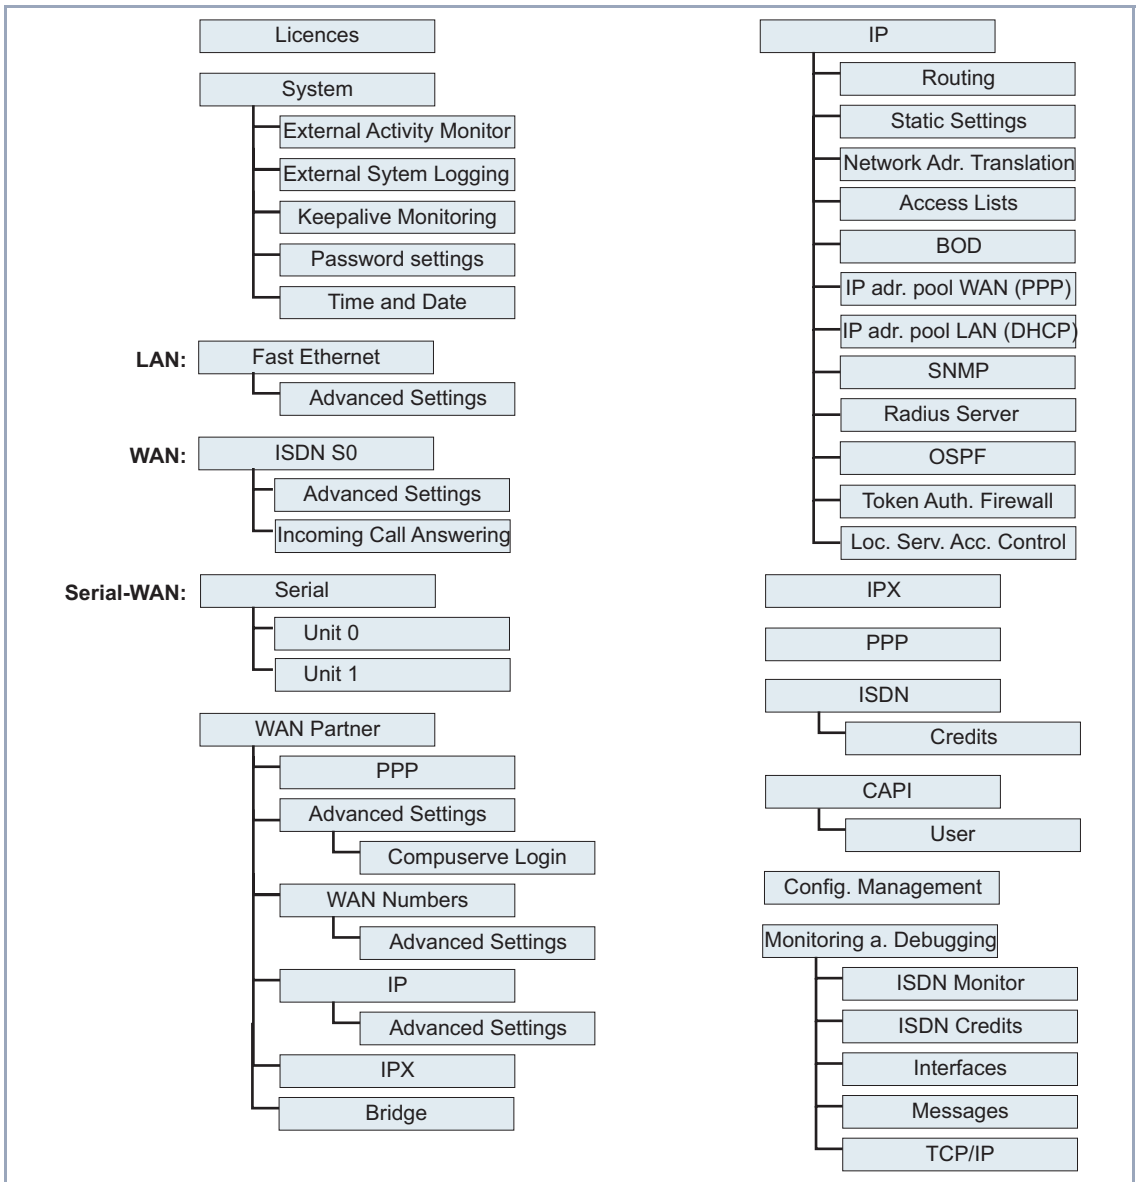 Licences
System
External Activity Monitor
External Sytem Logging
Keepalive Monitoring
Password settings
Time and Date
LAN: Fast Ethernet
Advanced Settings
WAN: ISDN S0
Advanced Settings
Incoming Call Answering
Serial-WAN: Serial
Unit 0
Unit 1
WAN Partner
PPP
Advanced Settings
Compuserve Login
WAN Numbers
Advanced Settings
IP
Advanced Settings
IPX
Bridge
IP
Routing
Static Settings
Network Adr. Translation
Access Lists
BOD
IP adr. pool WAN (PPP)
IP adr. pool LAN (DHCP)
SNMP
Radius Server
OSPF
Token Auth. Firewall
Loc. Serv. Acc. Control
IPX
PPP
ISDN
Credits
CAPI
User
Config. Management
Monitoring a. Debugging
ISDN Monitor
ISDN Credits
Interfaces
Messages
TCP/IP